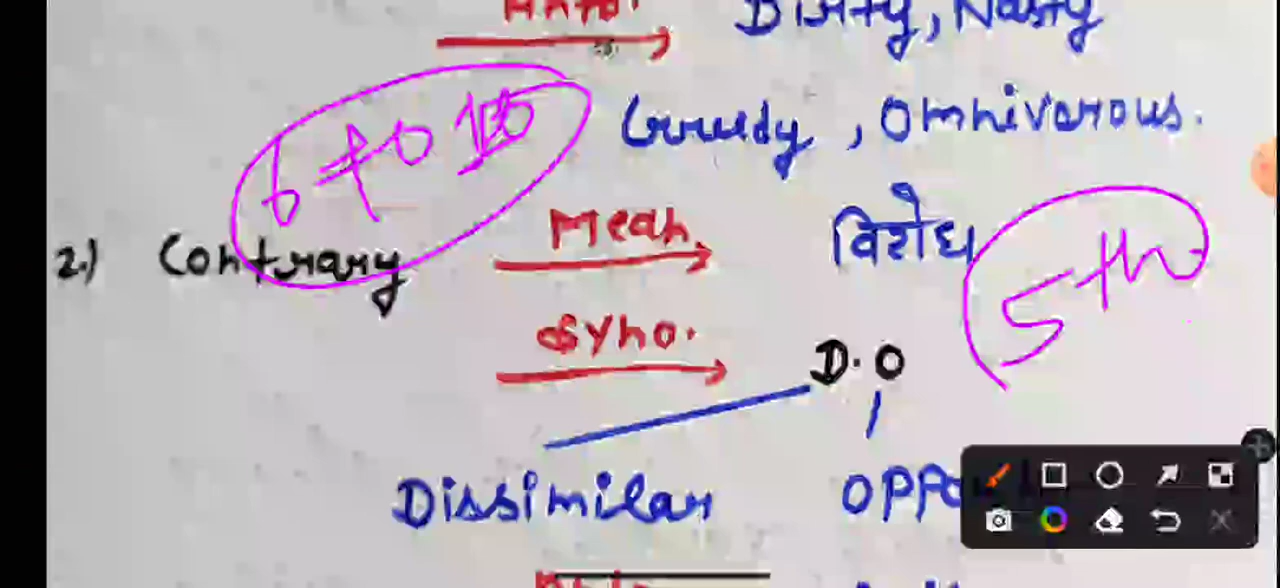 Dirty, Nasty
Greedy, Omnivorous.
6 to 10
2.) Contrary Mean विरोध
5th
Syno. D.O
Dissimilar